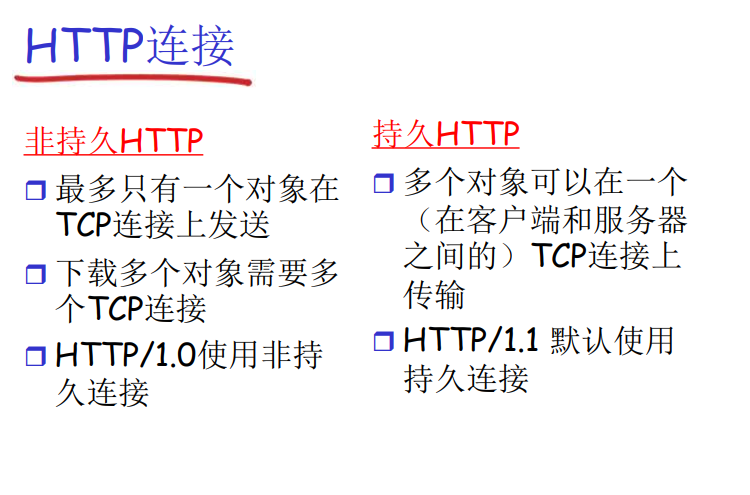 HTTP连接
非持久HTTP
最多只有一个对象在
TCP连接上发送
下载多个对象需要多
个TCP连接
HTTP/1.0使用非持
久连接
持久HTTP
多个对象可以在一个
（在客户端和服务器
之间的）TCP连接上
传输
HTTP/1.1 默认使用
持久连接